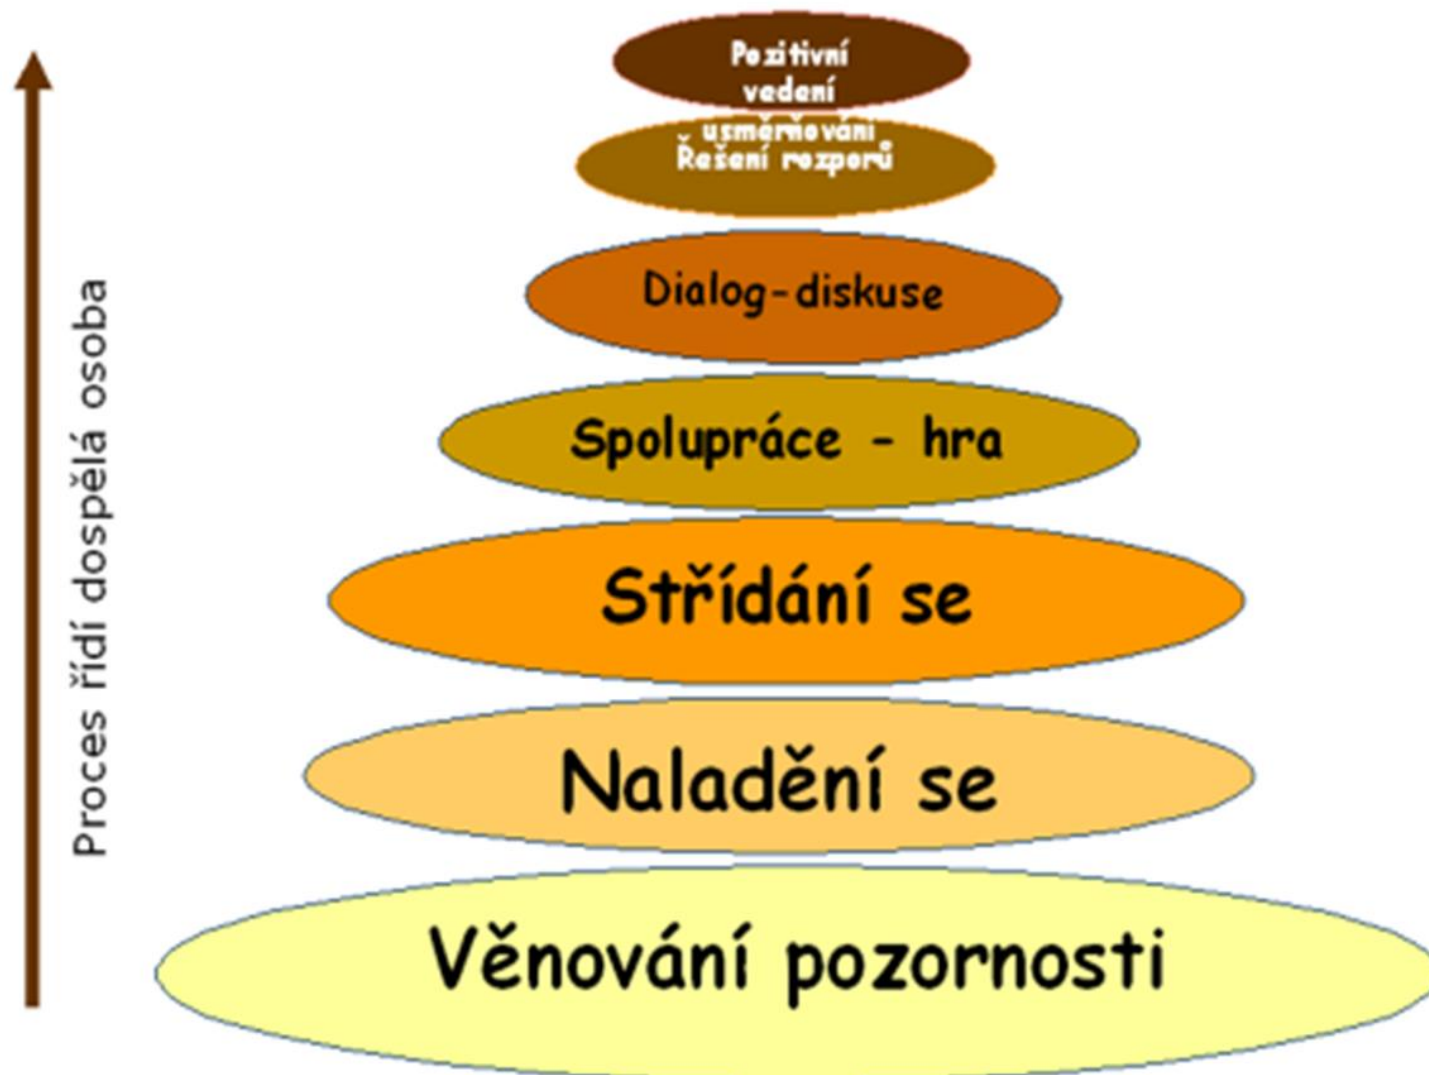 Pozitivní
vedení
usměrňování
Řešení rozporů
Dialog-diskuse
Spolupráce - hra
Střídání se
Naladění se
Věnování pozornosti
Proces řídí dospělá osoba